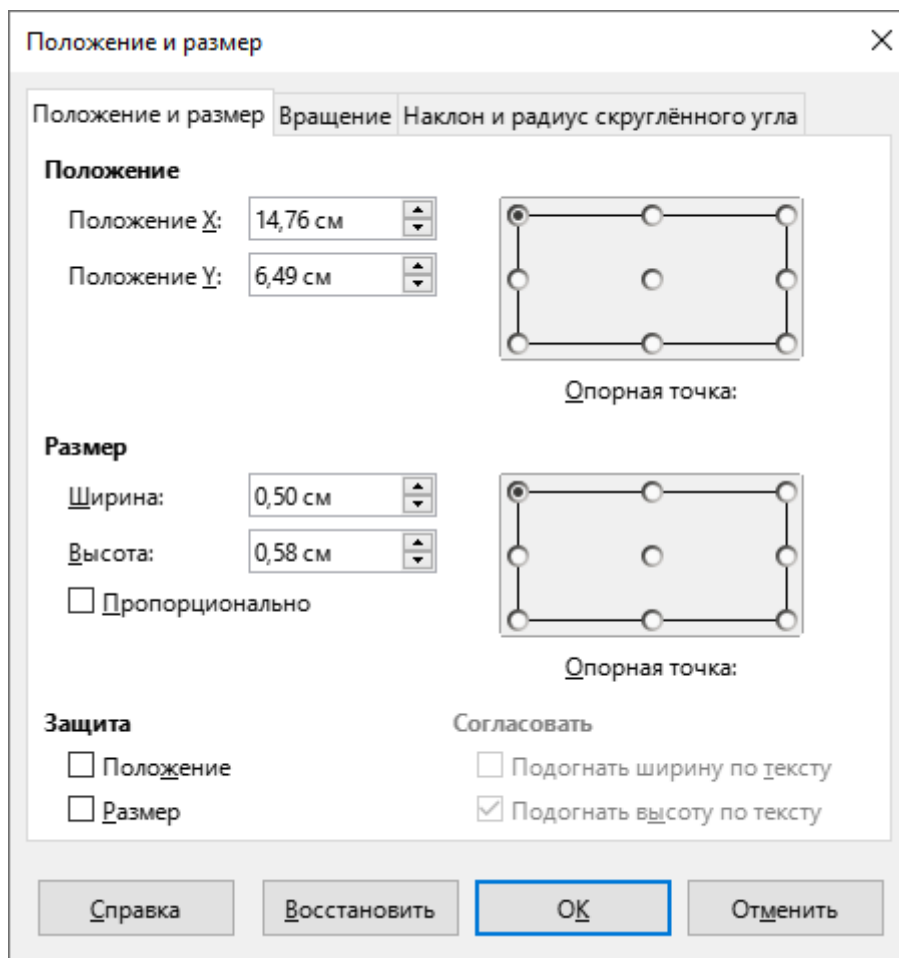 Положение и размер
Положение и размер Вращение Наклон и радиус скруглённого угла
Положение
Положение X: 14,76 см
Положение Y: 6,49 см
Опорная точка:
Размер
Ширина: 0,50 см
Высота: 0,58 см
Пропорционально
Опорная точка:
Защита Согласовать
Положение Подогнать ширину по тексту
Размер Подогнать высоту по тексту
Справка Восстановить ОК Отменить